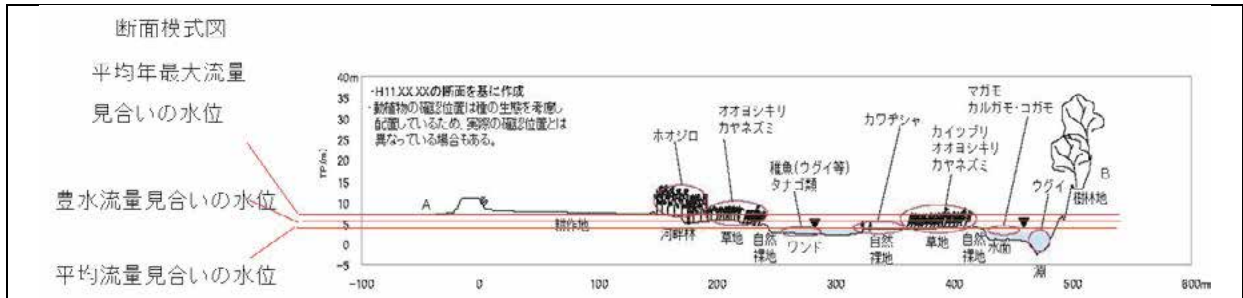 断面模式図
平均年最大流量
見合いの水位
豊水流量見合いの水位
平均流量見合いの水位
40m
35
30
25
20
15
10
5
0
-5
TP(m)
・H11.XX.XXの断面を基に作成
・動植物の確認位置は種の生態を考慮し
配置しているため、実際の確認位置とは
異なっている場合もある。
A
ホオジロ
オオヨシキリ
カヤネズミ
稚魚(ウグイ等)
タナゴ類
カワヂシャ
カイツブリ
オオヨシキリ
カヤネズミ
マガモ
カルガモ・コガモ
ウグイ
B
樹林地
耕作地
河畔林
草地
自然
裸地
ワンド
自然
裸地
草地
自然
裸地
水面
淵
-100
0
100
200
300
400
500
600m